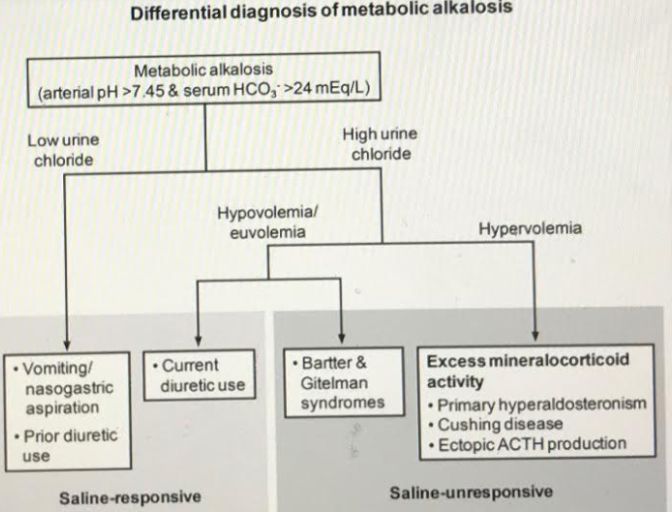 Differential diagnosis of metabolic alkalosis
Metabolic alkalosis
(arterial pH >7.45 & serum HCO₃⁻ >24 mEq/L)
Low urine
chloride
High urine
chloride
Hypovolemia/
euvolemia
Hypervolemia
• Vomiting/
nasogastric
aspiration
• Prior diuretic
use
• Current
diuretic use
• Bartter &
Gitelman
syndromes
Excess mineralocorticoid
activity
• Primary hyperaldosteronism
• Cushing disease
• Ectopic ACTH production
Saline-responsive
Saline-unresponsive